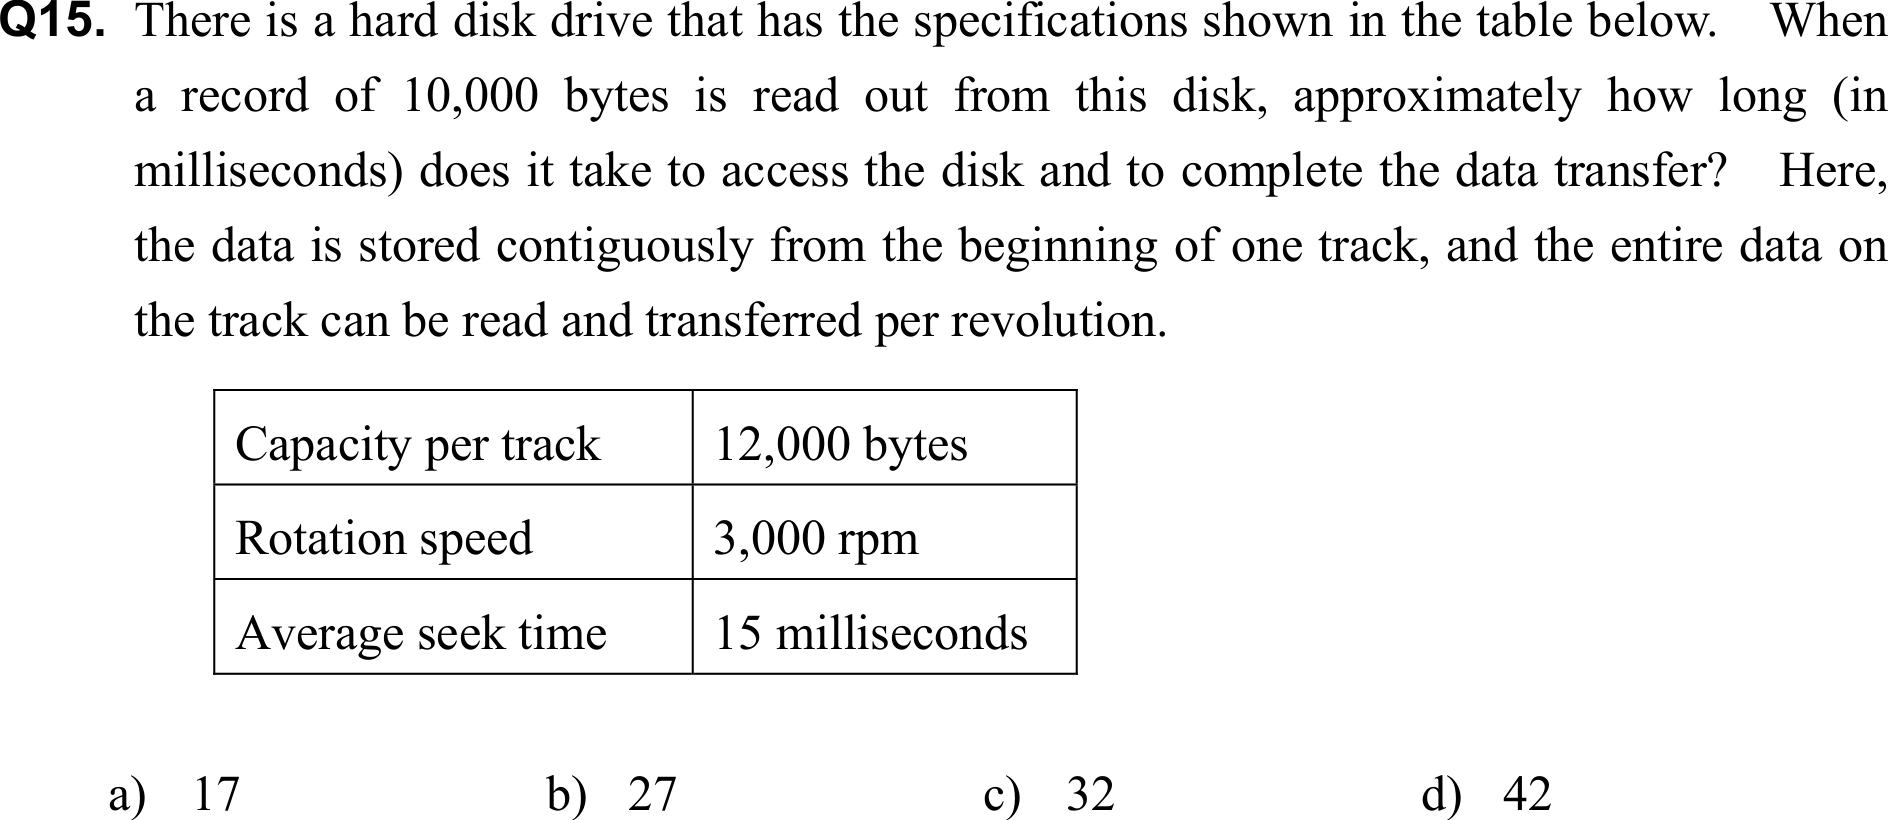 Q15. There is a hard disk drive that has the specifications shown in the table below. When
a record of 10,000 bytes is read out from this disk, approximately how long (in
milliseconds) does it take to access the disk and to complete the data transfer? Here,
the data is stored contiguously from the beginning of one track, and the entire data on
the track can be read and transferred per revolution.
Capacity per track 12,000 bytes
Rotation speed 3,000 rpm
Average seek time 15 milliseconds
a) 17 b) 27 c) 32 d) 42